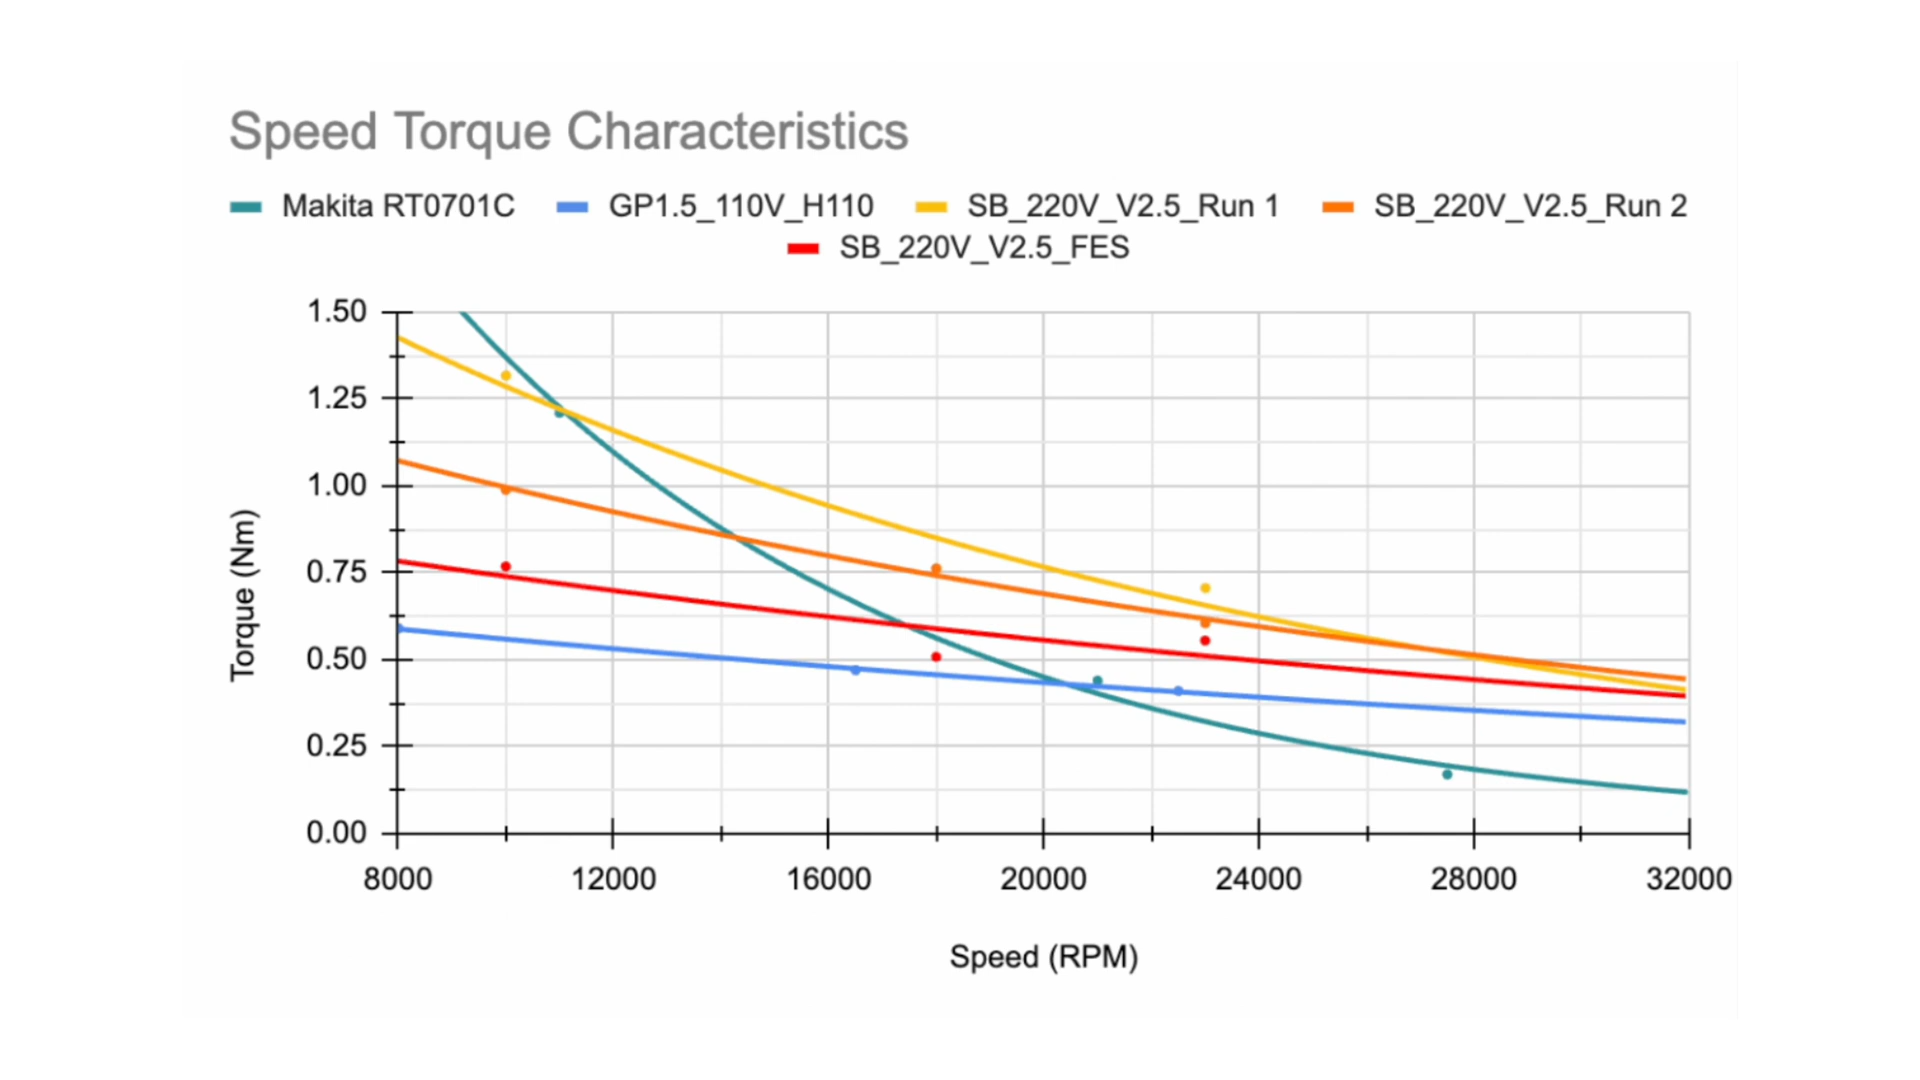 Speed Torque Characteristics
Makita RT0701C GP1.5_110V_H110 SB_220V_V2.5_Run 1 SB_220V_V2.5_Run 2
SB_220V_V2.5_FES
1.50
1.25
1.00
0.75
0.50
0.25
0.00
Torque (Nm)
8000 12000 16000 20000 24000 28000 32000
Speed (RPM)